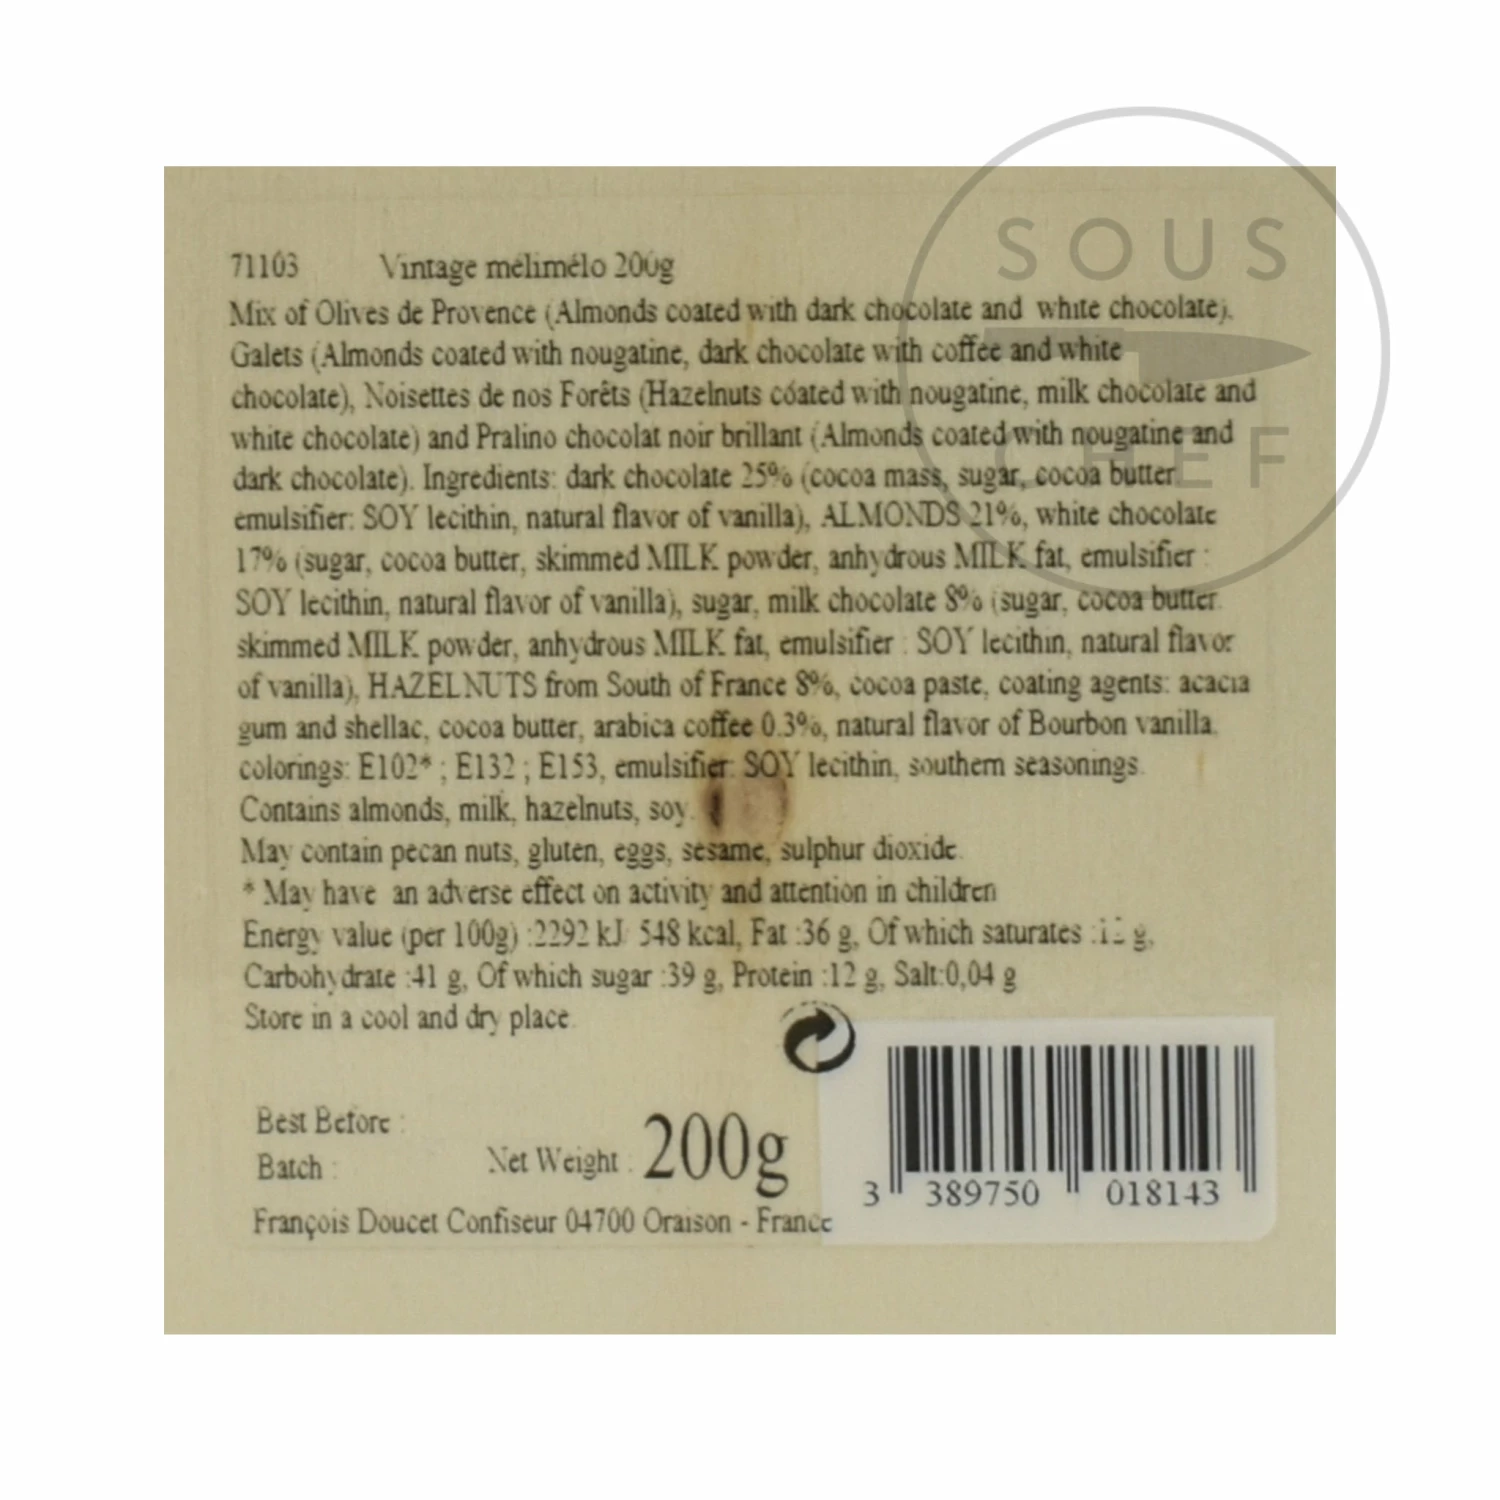 SOUS
CHEF
71103 Vintage mélimélo 200g
Mix of Olives de Provence (Almonds coated with dark chocolate and white chocolate),
Galets (Almonds coated with nougatine, dark chocolate with coffee and white
chocolate), Noisettes de nos Forêts (Hazelnuts cóated with nougatine, milk chocolate and
white chocolate) and Pralino chocolat noir brillant (Almonds coated with nougatine and
dark chocolate). Ingredients: dark chocolate 25% (cocoa mass, sugar, cocoa butter,
emulsifier: SOY lecithin, natural flavor of vanilla), ALMONDS 21%, white chocolate
17% (sugar, cocoa butter, skimmed MILK powder, anhydrous MILK fat, emulsifier :
SOY lecithin, natural flavor of vanilla), sugar, milk chocolate 8% (sugar, cocoa butter,
skimmed MILK powder, anhydrous MILK fat, emulsifier : SOY lecithin, natural flavor
of vanilla), HAZELNUTS from South of France 8%, cocoa paste, coating agents: acacia
gum and shellac, cocoa butter, arabica coffee 0.3%, natural flavor of Bourbon vanilla,
colorings: E102* ; E132 ; E153, emulsifier: SOY lecithin, southern seasonings.
Contains almonds, milk, hazelnuts, soy.
May contain pecan nuts, gluten, eggs, sesame, sulphur dioxide.
* May have an adverse effect on activity and attention in children
Energy value (per 100g) :2292 kJ/ 548 kcal, Fat :36 g, Of which saturates : g,
Carbohydrate :41 g, Of which sugar :39 g, Protein :12 g, Salt:0,04 g
Store in a cool and dry place.
Best Before :
Batch :
Net Weight : 200g
François Doucet Confiseur 04700 Oraison - France
3 389750 018143